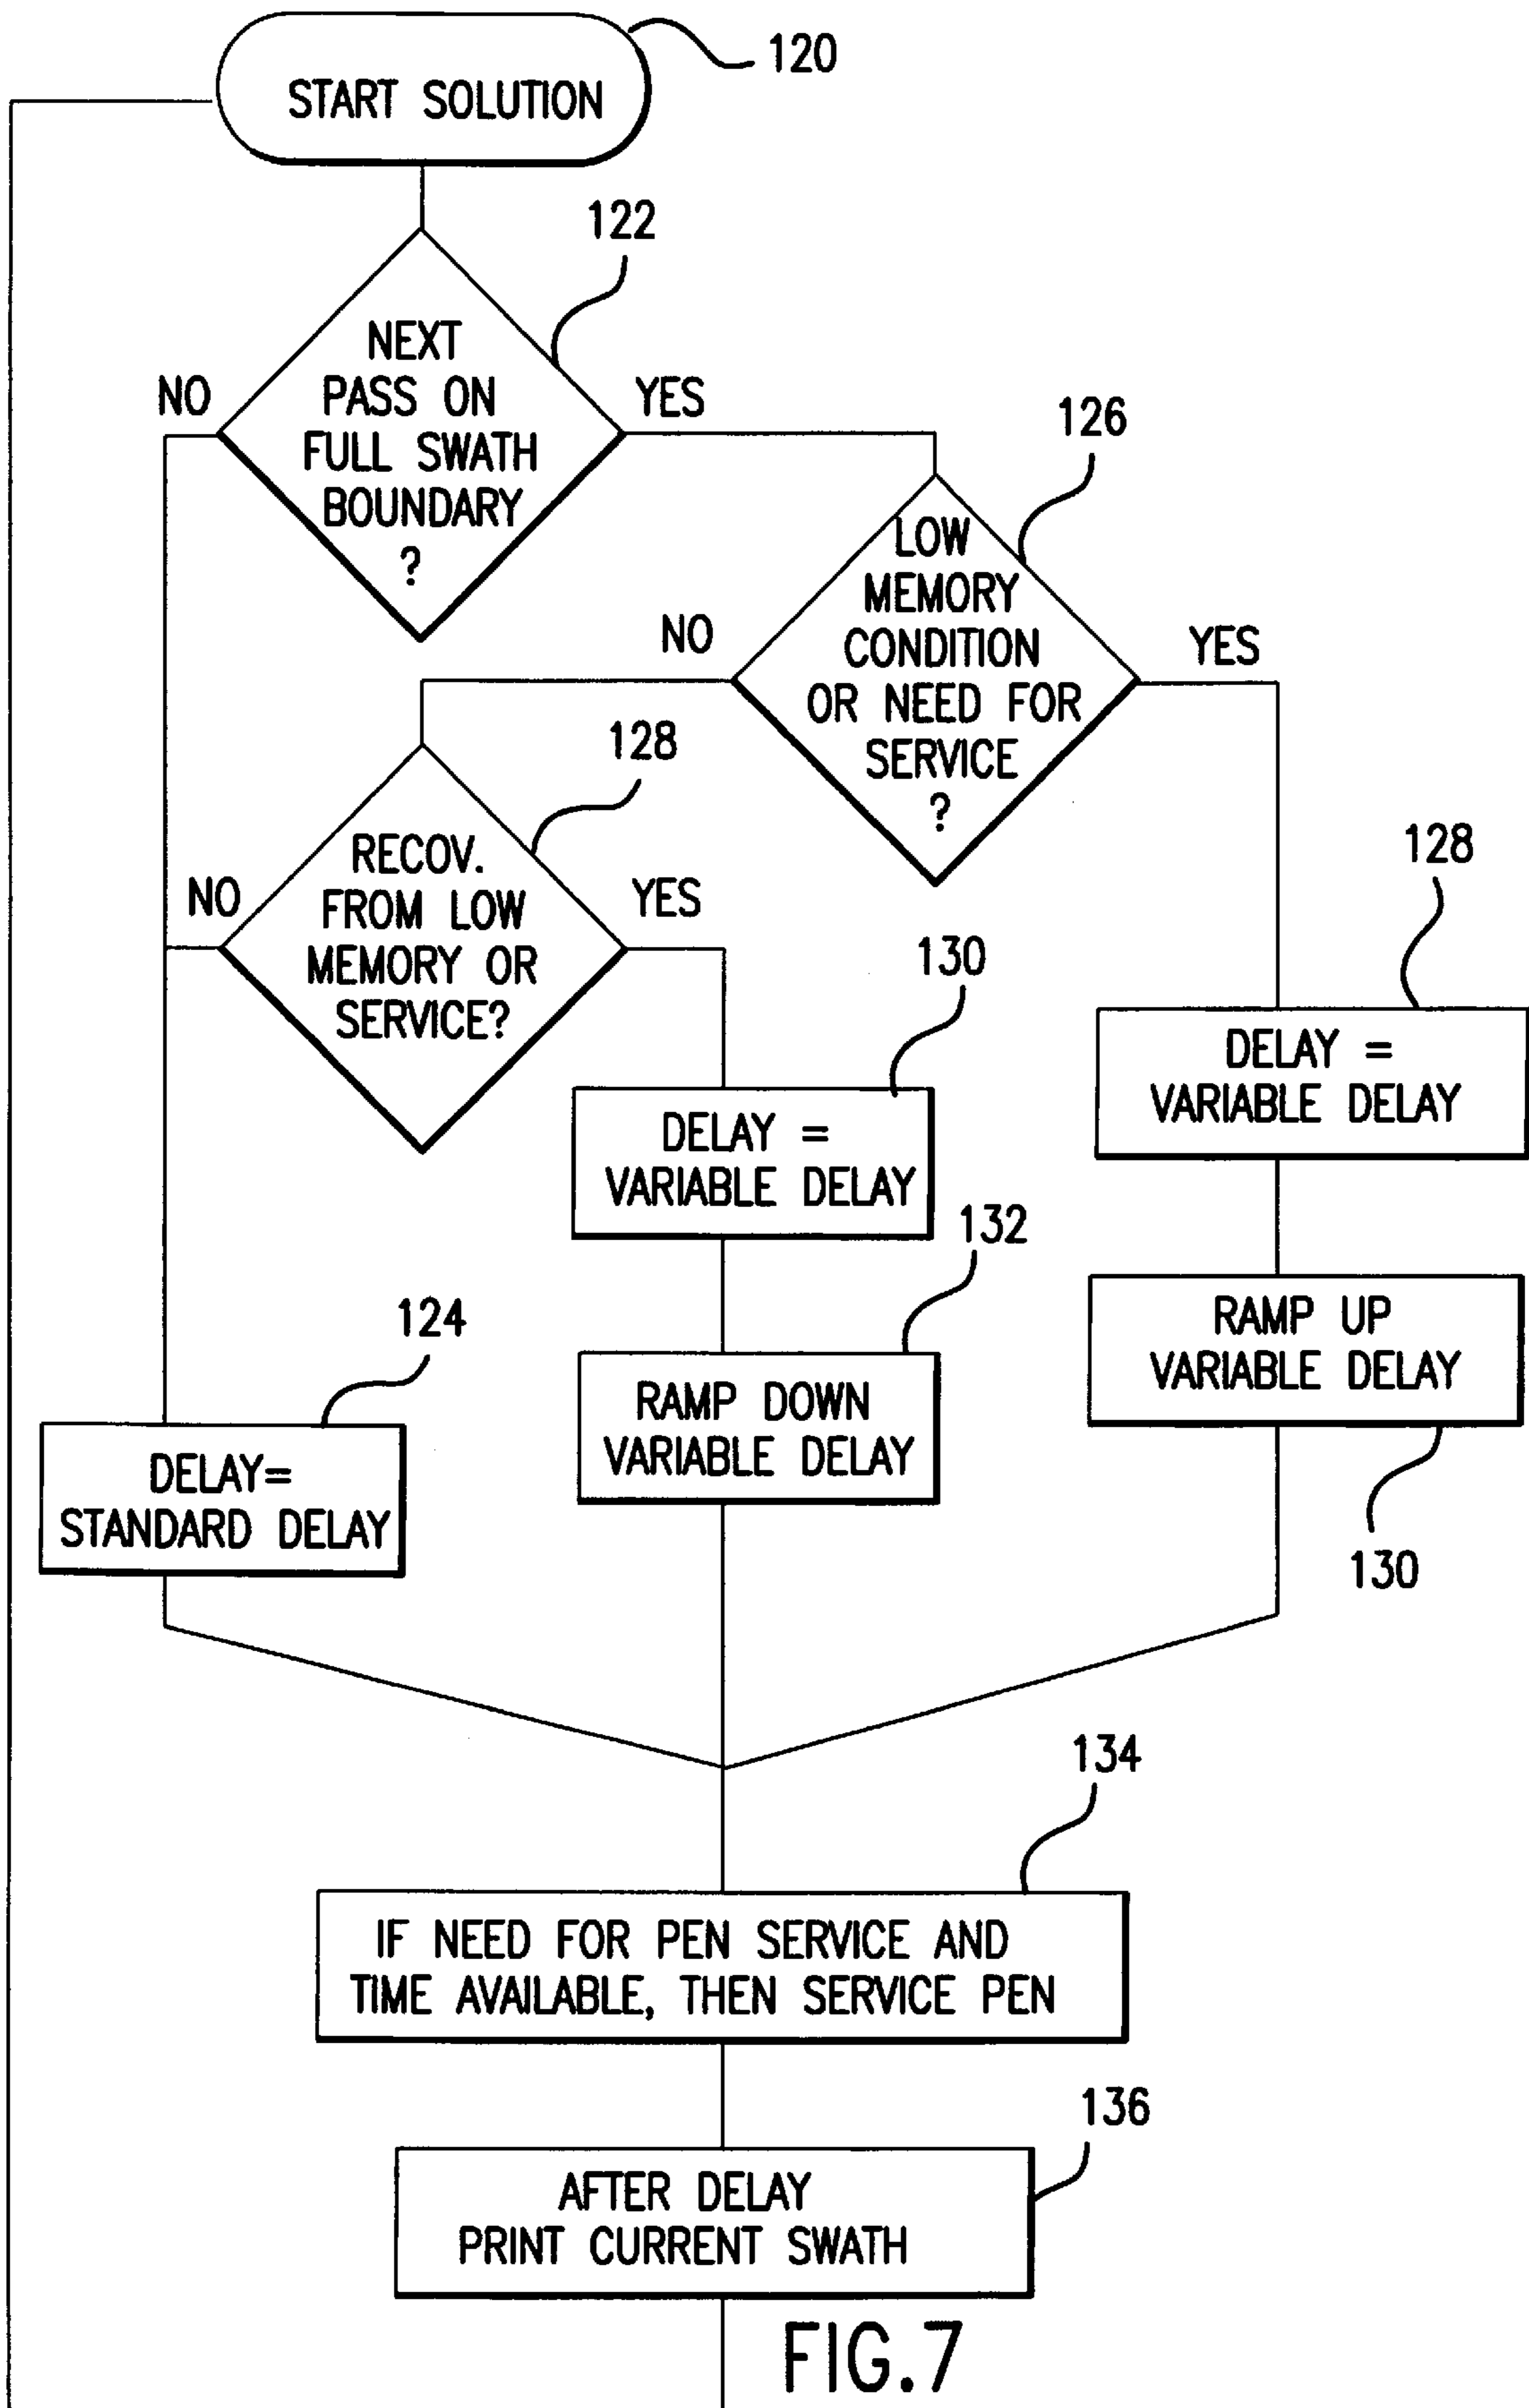 120
START SOLUTION
122
NEXT
PASS ON
FULL SWATH
BOUNDARY
?
NO
YES
126
LOW
MEMORY
CONDITION
OR NEED FOR
SERVICE
?
NO
YES
128
RECOV.
FROM LOW
MEMORY OR
SERVICE?
NO
YES
128
DELAY =
VARIABLE DELAY
130
DELAY =
VARIABLE DELAY
132
RAMP DOWN
VARIABLE DELAY
RAMP UP
VARIABLE DELAY
130
124
DELAY=
STANDARD DELAY
134
IF NEED FOR PEN SERVICE AND
TIME AVAILABLE, THEN SERVICE PEN
136
AFTER DELAY
PRINT CURRENT SWATH
FIG.7